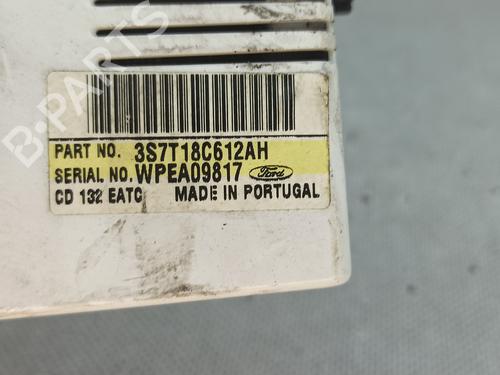 PART NO. 3S7T18C612AH
SERIAL NO. WPEA09817 Ford
CD 132 EATC MADE IN PORTUGAL
B-PARTS